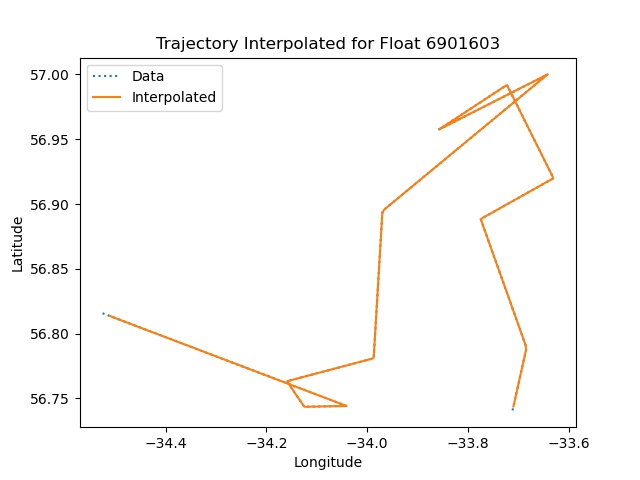 Trajectory Interpolated for Float 6901603
Data
Interpolated
57.00
56.95
56.90
56.85
56.80
56.75
Latitude
−34.4
−34.2
−34.0
−33.8
−33.6
Longitude